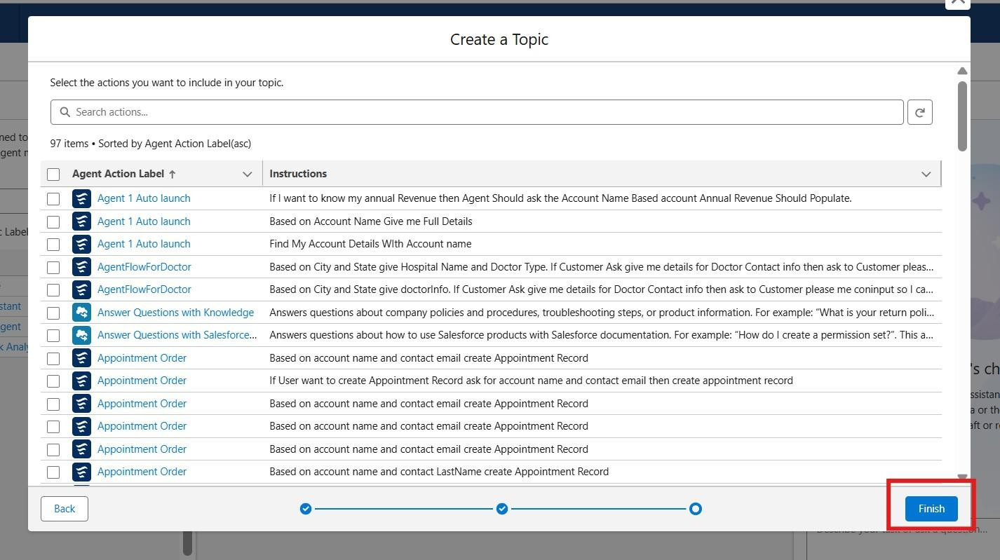 Create a Topic
Select the actions you want to include in your topic.
Search actions...
97 items • Sorted by Agent Action Label(asc)
Agent Action Label ↑ Instructions
Agent 1 Auto launch If I want to know my annual Revenue then Agent Should ask the Account Name Based account Annual Revenue Should Populate.
Agent 1 Auto launch Based on Account Name Give me Full Details
Agent 1 Auto launch Find My Account Details WIth Account name
AgentFlowForDoctor Based on City and State give Hospital Name and Doctor Type. If Customer Ask give me details for Doctor Contact info then ask to Customer pleas...
AgentFlowForDoctor Based on City and State give doctorInfo. If Customer Ask give me details for Doctor Contact info then ask to Customer please me coninput so I ca...
Answer Questions with Knowledge Answers questions about company policies and procedures, troubleshooting steps, or product information. For example: “What is your return poli...
Answer Questions with Salesforce... Answers questions about how to use Salesforce products with Salesforce documentation. For example: “How do I create a permission set?”. This a...
Appointment Order Based on account name and contact email create Appointment Record
Appointment Order If User want to create Appointment Record ask for account name and contact email then create appointment record
Appointment Order Based on account name and contact email create Appointment Record
Appointment Order Based on account name and contact email create Appointment Record
Appointment Order Based on account name and contact email create Appointment Record
Appointment Order Based on account name and contact LastName create Appointment Record
Back Finish